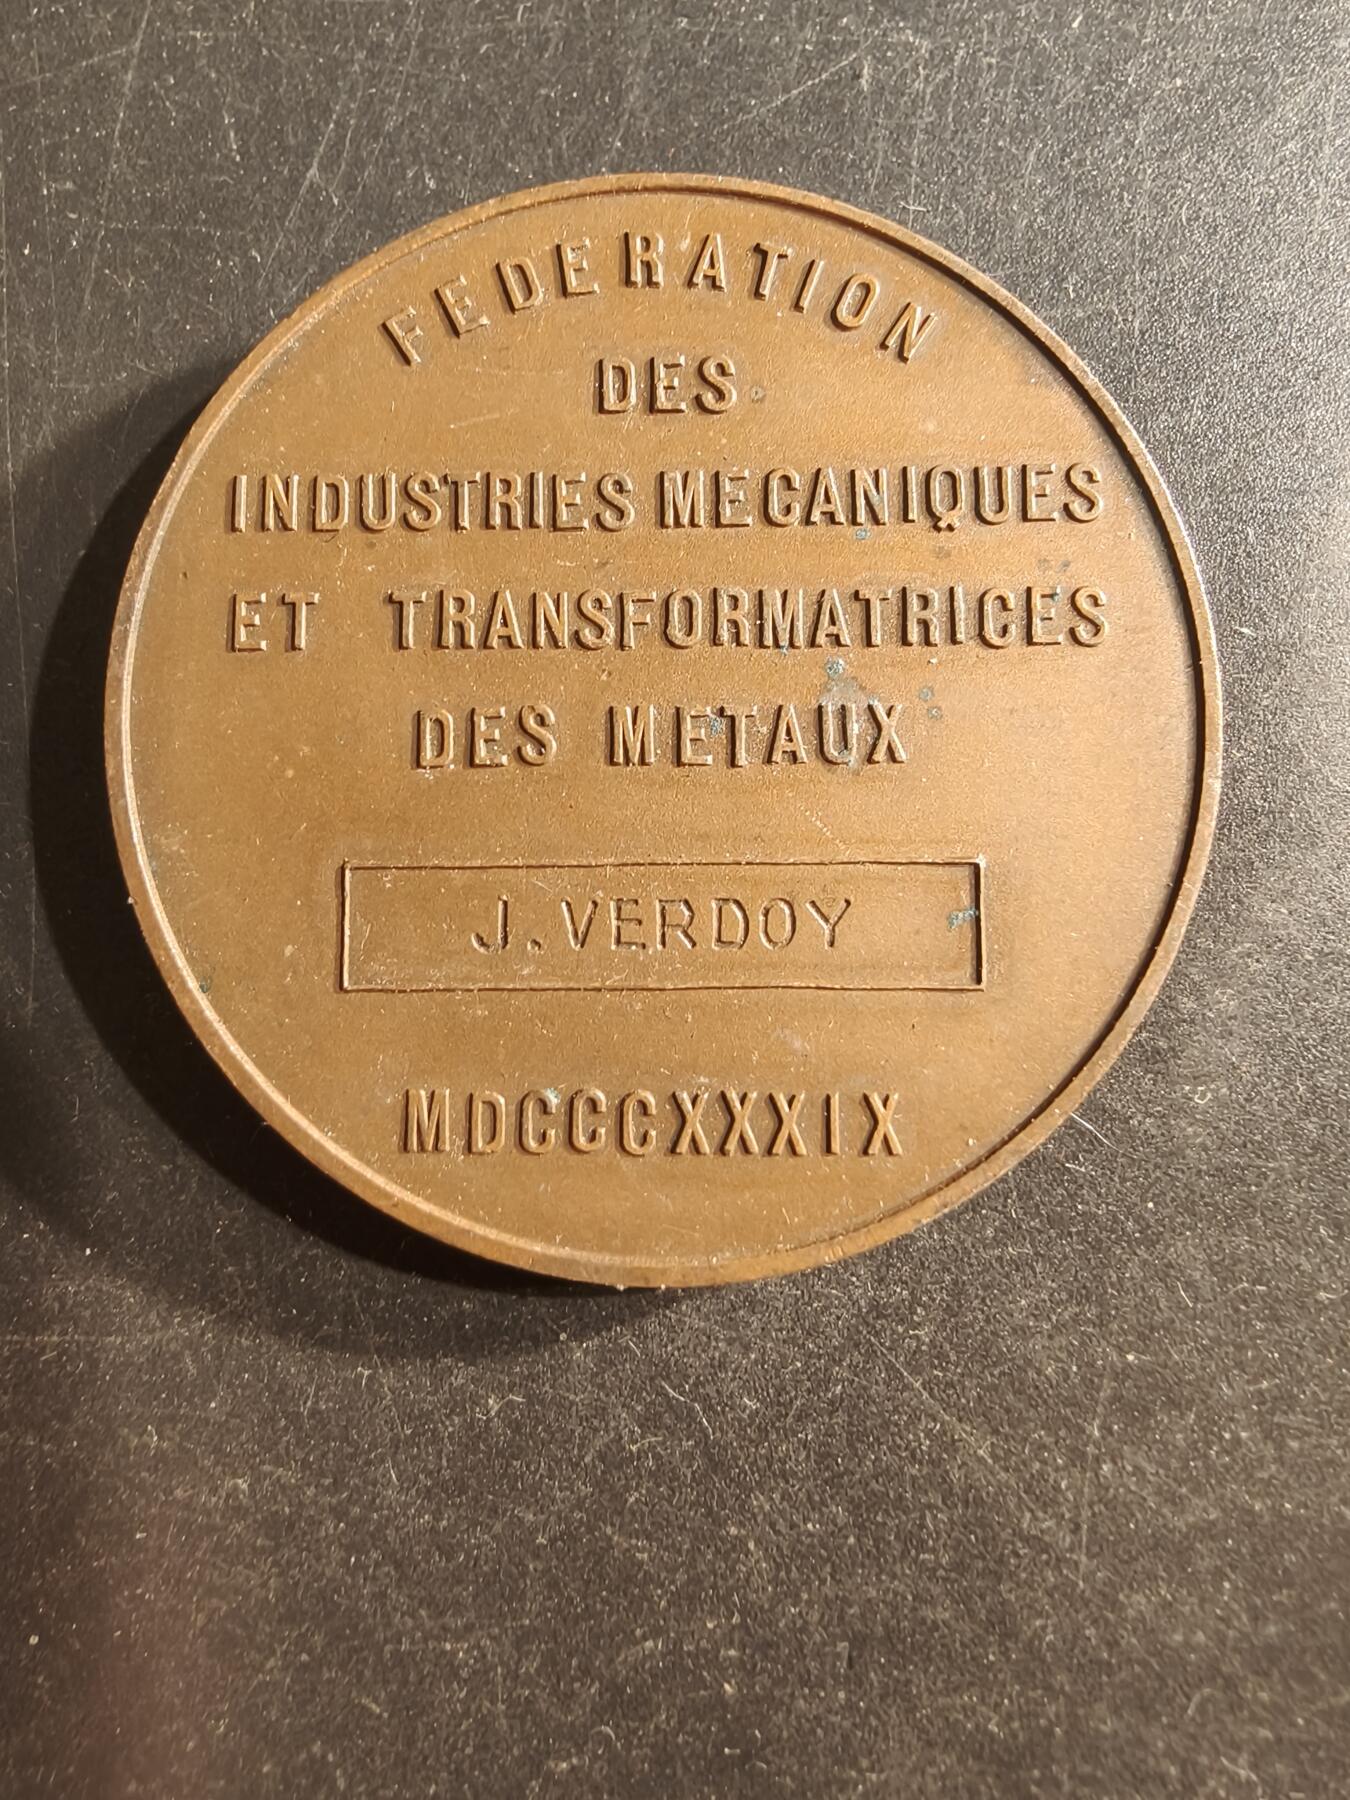 FEDERATION
DES
INDUSTRIES MECANIQUES
ET TRANSFORMATRICES
DES METAUX
J. VERDOY
MDCCCXXXIX